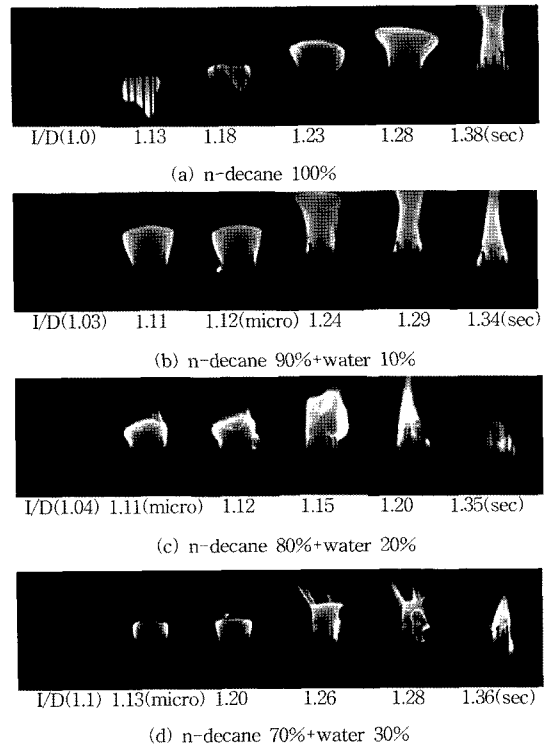 I/D(1.0) 1.13 1.18 1.23 1.28 1.38(sec)
(a) n-decane 100%
I/D(1.03) 1.11 1.12(micro) 1.24 1.29 1.34(sec)
(b) n-decane 90%+water 10%
I/D(1.04) 1.11(micro) 1.12 1.15 1.20 1.35(sec)
(c) n-decane 80%+water 20%
I/D(1.1) 1.13(micro) 1.20 1.26 1.28 1.36(sec)
(d) n-decane 70%+water 30%